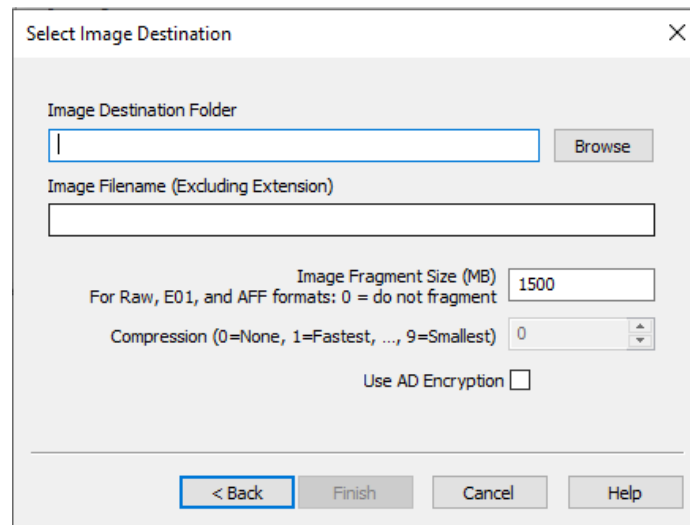 Select Image Destination
Image Destination Folder
Browse
Image Filename (Excluding Extension)
Image Fragment Size (MB)
For Raw, E01, and AFF formats: 0 = do not fragment
1500
Compression (0=None, 1=Fastest, ..., 9=Smallest)
0
Use AD Encryption
< Back
Finish
Cancel
Help